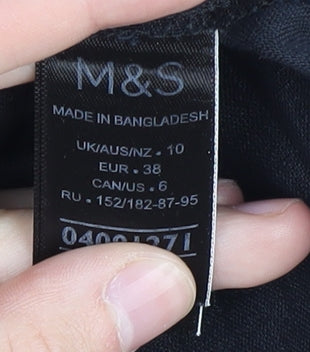 M&S
MADE IN BANGLADESH
UK/AUS/NZ • 10
EUR • 38
CAN/US • 6
RU • 152/182-87-95